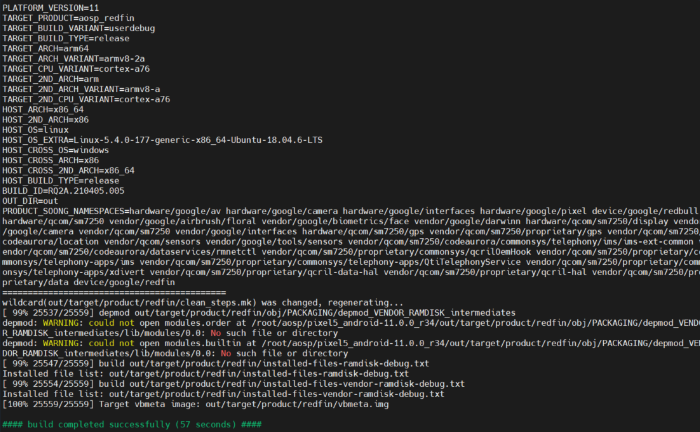 PLATFORM_VERSION=11
TARGET_PRODUCT=aosp_redfin
TARGET_BUILD_VARIANT=userdebug
TARGET_BUILD_TYPE=release
TARGET_ARCH=arm64
TARGET_ARCH_VARIANT=armv8-2a
TARGET_CPU_VARIANT=cortex-a76
TARGET_2ND_ARCH=arm
TARGET_2ND_ARCH_VARIANT=armv8-a
TARGET_2ND_CPU_VARIANT=cortex-a76
HOST_ARCH=x86_64
HOST_2ND_ARCH=x86
HOST_OS=linux
HOST_OS_EXTRA=Linux-5.4.0-177-generic-x86_64-Ubuntu-18.04.6-LTS
HOST_CROSS_OS=windows
HOST_CROSS_ARCH=x86
HOST_CROSS_2ND_ARCH=x86_64
HOST_BUILD_TYPE=release
BUILD_ID=RQ2A.210405.005
OUT_DIR=out
PRODUCT_SOONG_NAMESPACES=hardware/google/av hardware/google/camera hardware/google/interfaces hardware/google/pixel device/google/redbull
hardware/qcom/sm7250 vendor/google/airbrush/floral vendor/google/biometrics/face vendor/google/darwinn hardware/qcom/sm7250/display vendo
/google/camera vendor/qcom/sm7250 vendor/google/interfaces hardware/qcom/sm7250/gps vendor/qcom/sm7250/proprietary/gps vendor/qcom/sm7250/
codeaurora/location vendor/qcom/sensors vendor/google/tools/sensors vendor/qcom/sm7250/codeaurora/commonsys/telephony/ims/ims-ext-common v
endor/qcom/sm7250/codeaurora/dataservices/rmnetctl vendor/qcom/sm7250/proprietary/commonsys/qcrilOemHook vendor/qcom/sm7250/proprietary/co
mmonsys/telephony-apps/ims vendor/qcom/sm7250/proprietary/commonsys/telephony-apps/QtiTelephonyService vendor/qcom/sm7250/proprietary/comm
onsys/telephony-apps/xdivert vendor/qcom/sm7250/proprietary/qcril-data-hal vendor/qcom/sm7250/proprietary/qcril-hal vendor/qcom/sm7250/pro
prietary/data device/google/redfin
============================================
wildcard(out/target/product/redfin/clean_steps.mk) was changed, regenerating...
[ 99% 25537/25559] depmod out/target/product/redfin/obj/PACKAGING/depmod_VENDOR_RAMDISK_intermediates
depmod: WARNING: could not open modules.order at /root/aosp/pixel5_android-11.0.0_r34/out/target/product/redfin/obj/PACKAGING/depmod_VENDO
R_RAMDISK_intermediates/lib/modules/0.0: No such file or directory
depmod: WARNING: could not open modules.builtin at /root/aosp/pixel5_android-11.0.0_r34/out/target/product/redfin/obj/PACKAGING/depmod_VEN
DOR_RAMDISK_intermediates/lib/modules/0.0: No such file or directory
[ 99% 25547/25559] build out/target/product/redfin/installed-files-ramdisk-debug.txt
Installed file list: out/target/product/redfin/installed-files-ramdisk-debug.txt
[ 99% 25554/25559] build out/target/product/redfin/installed-files-vendor-ramdisk-debug.txt
Installed file list: out/target/product/redfin/installed-files-vendor-ramdisk-debug.txt
[100% 25559/25559] Target vbmeta image: out/target/product/redfin/vbmeta.img
#### build completed successfully (57 seconds) ####